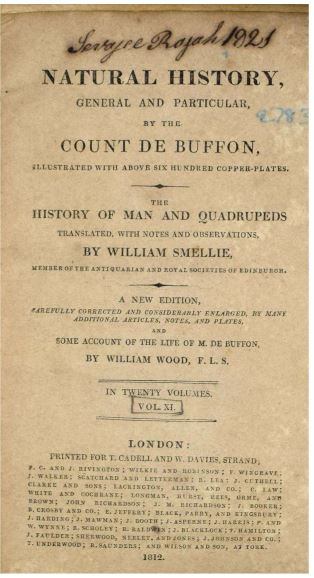 Sevajee Rajah 1821
NATURAL HISTORY,
GENERAL AND PARTICULAR,
BY THE
COUNT DE BUFFON,
ILLUSTRATED WITH ABOVE SIX HUNDRED COPPER-PLATES.
THE
HISTORY OF MAN AND QUADRUPEDS
TRANSLATED, WITH NOTES AND OBSERVATIONS,
BY WILLIAM SMELLIE,
MEMBER OF THE ANTIQUARIAN AND ROYAL SOCIETIES OF EDINBURGH.
A NEW EDITION,
CAREFULLY CORRECTED AND CONSIDERABLY ENLARGED, BY MANY
ADDITIONAL ARTICLES, NOTES, AND PLATES,
AND
SOME ACCOUNT OF THE LIFE OF M. DE BUFFON,
BY WILLIAM WOOD, F. L. S.
IN TWENTY VOLUMES.
VOL. XI.
LONDON:
PRINTED FOR T. CADELL AND W. DAVIES, STRAND;
F. C. AND J. RIVINGTON; WILKIE AND ROBINSON; F. WINGRAVE;
J. WALKER; SCATCHARD AND LETTERMAN; R. LEA; J. CUTHELL;
CLARKE AND SONS; LACKINGTON, ALLEN, AND CO.; C. LAW;
WHITE AND COCHRANE; LONGMAN, HURST, REES, ORME, AND
BROWN; JOHN RICHARDSON; J. M. RICHARDSON; J. BOOKER;
B. CROSBY AND CO.; E. JEFFERY; BLACK, PARRY, AND KINGSBURY;
J. HARDING; J. MAWMAN; J. BOOTH; J. ASPERNE; J. HARRIS; P. AND
W. WYNNE; R. SCHOLEY; R. BALDWIN; J. BLACKLOCK; T. HAMILTON;
J. FAULDER; SHERWOOD, NEELEY, AND JONES; J. JOHNSON AND CO.;
T. UNDERWOOD; R. SAUNDERS; AND WILSON AND SON, AT YORK.
1812.